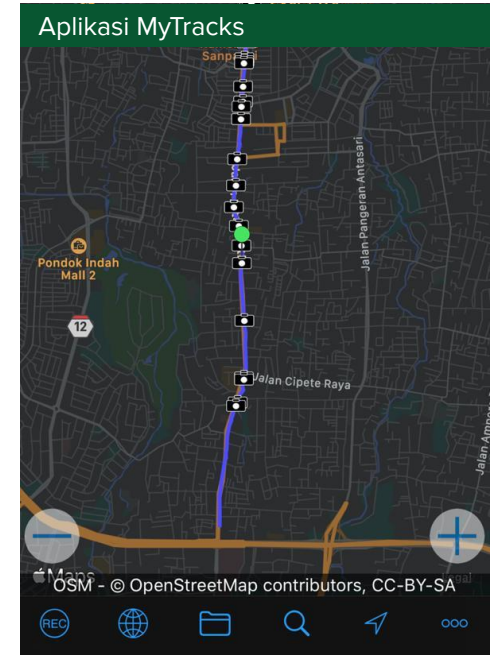 Aplikasi MyTracks
Jalan Pangeran Antasari
Pondok Indah
Mall 2
12
Jalan Cipete Raya
Maps
OSM - © OpenStreetMap contributors, CC-BY-SA
REC